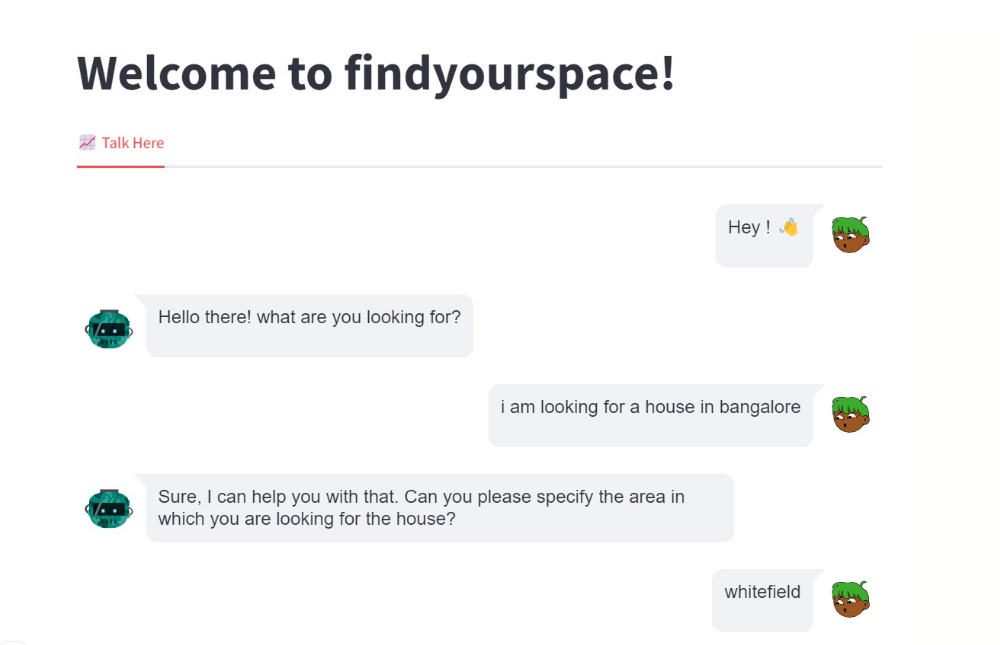 Welcome to findyourspace!
Talk Here
Hey ! 👋
Hello there! what are you looking for?
i am looking for a house in bangalore
Sure, I can help you with that. Can you please specify the area in
which you are looking for the house?
whitefield